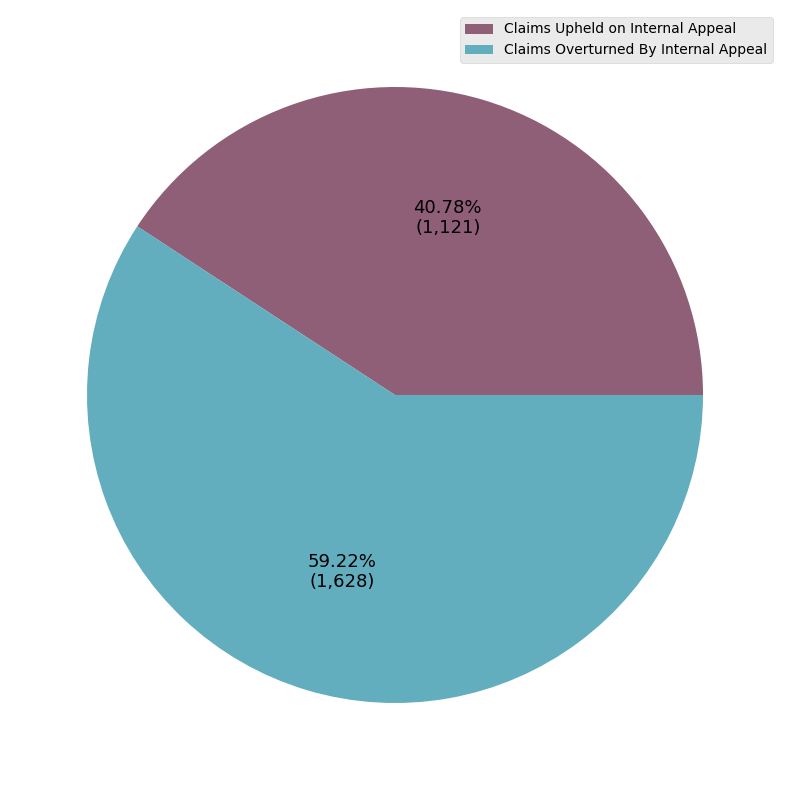 Claims Upheld on Internal Appeal
Claims Overturned By Internal Appeal
40.78%
(1,121)
59.22%
(1,628)